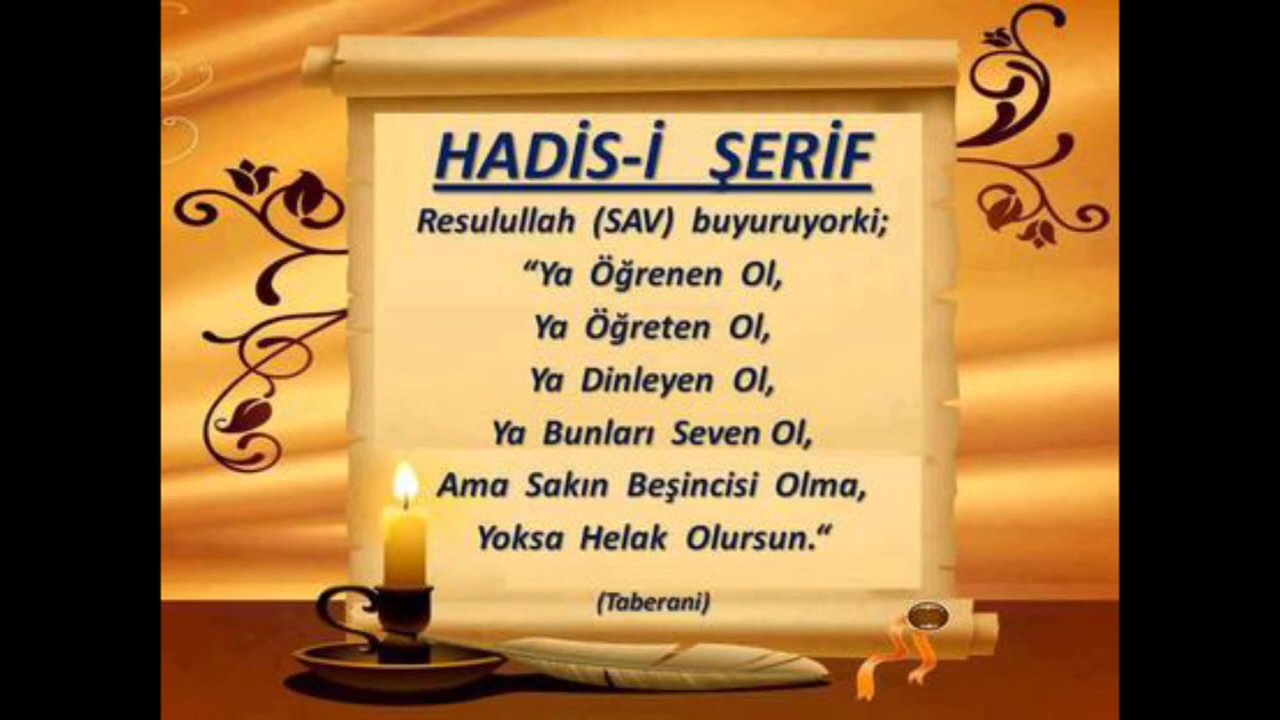 HADİS-İ ŞERİF
Resulullah (SAV) buyuruyorki;
“Ya Öğrenen Ol,
Ya Öğreten Ol,
Ya Dinleyen Ol,
Ya Bunları Seven Ol,
Ama Sakın Beşincisi Olma,
Yoksa Helak Olursun.“
(Taberani)